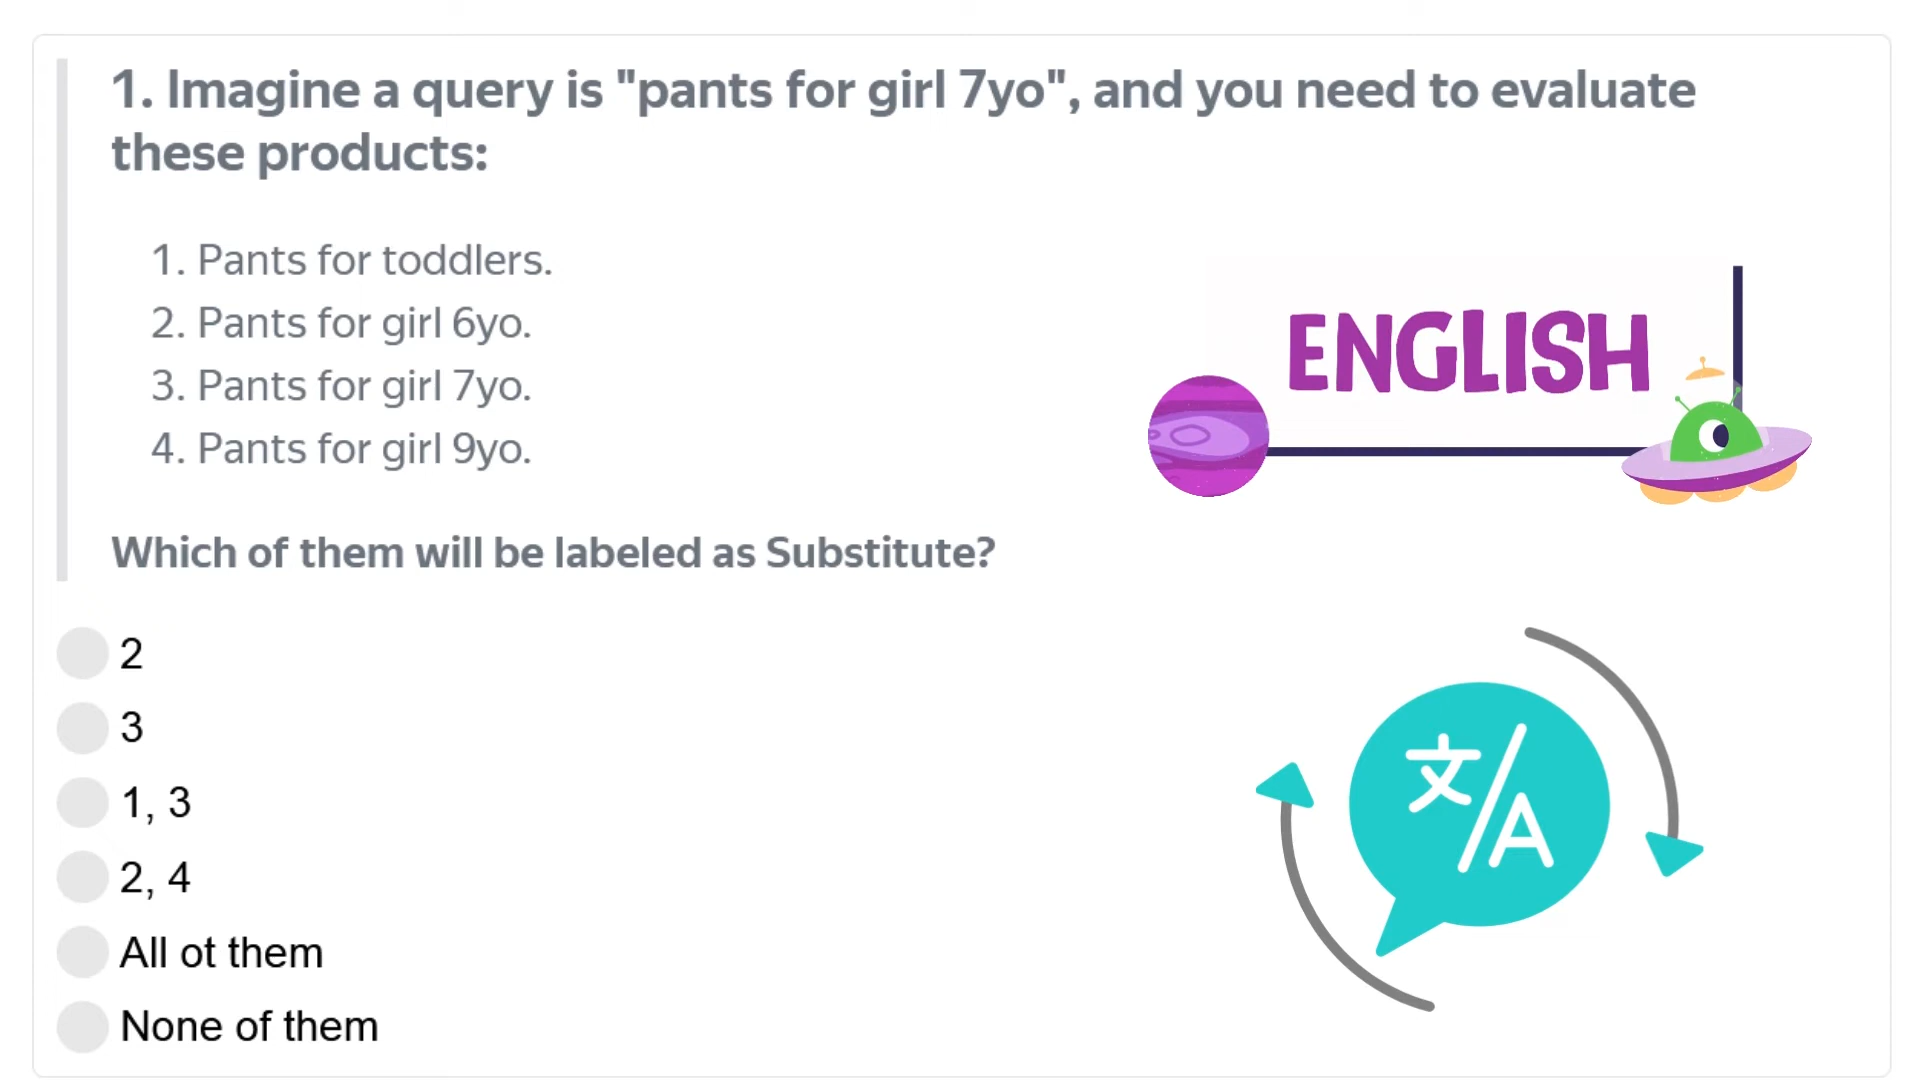 1. Imagine a query is "pants for girl 7yo", and you need to evaluate
these products:
1. Pants for toddlers.
2. Pants for girl 6yo.
3. Pants for girl 7yo.
4. Pants for girl 9yo.
ENGLISH
Which of them will be labeled as Substitute?
2
3
1, 3
2, 4
All ot them
None of them
文/A